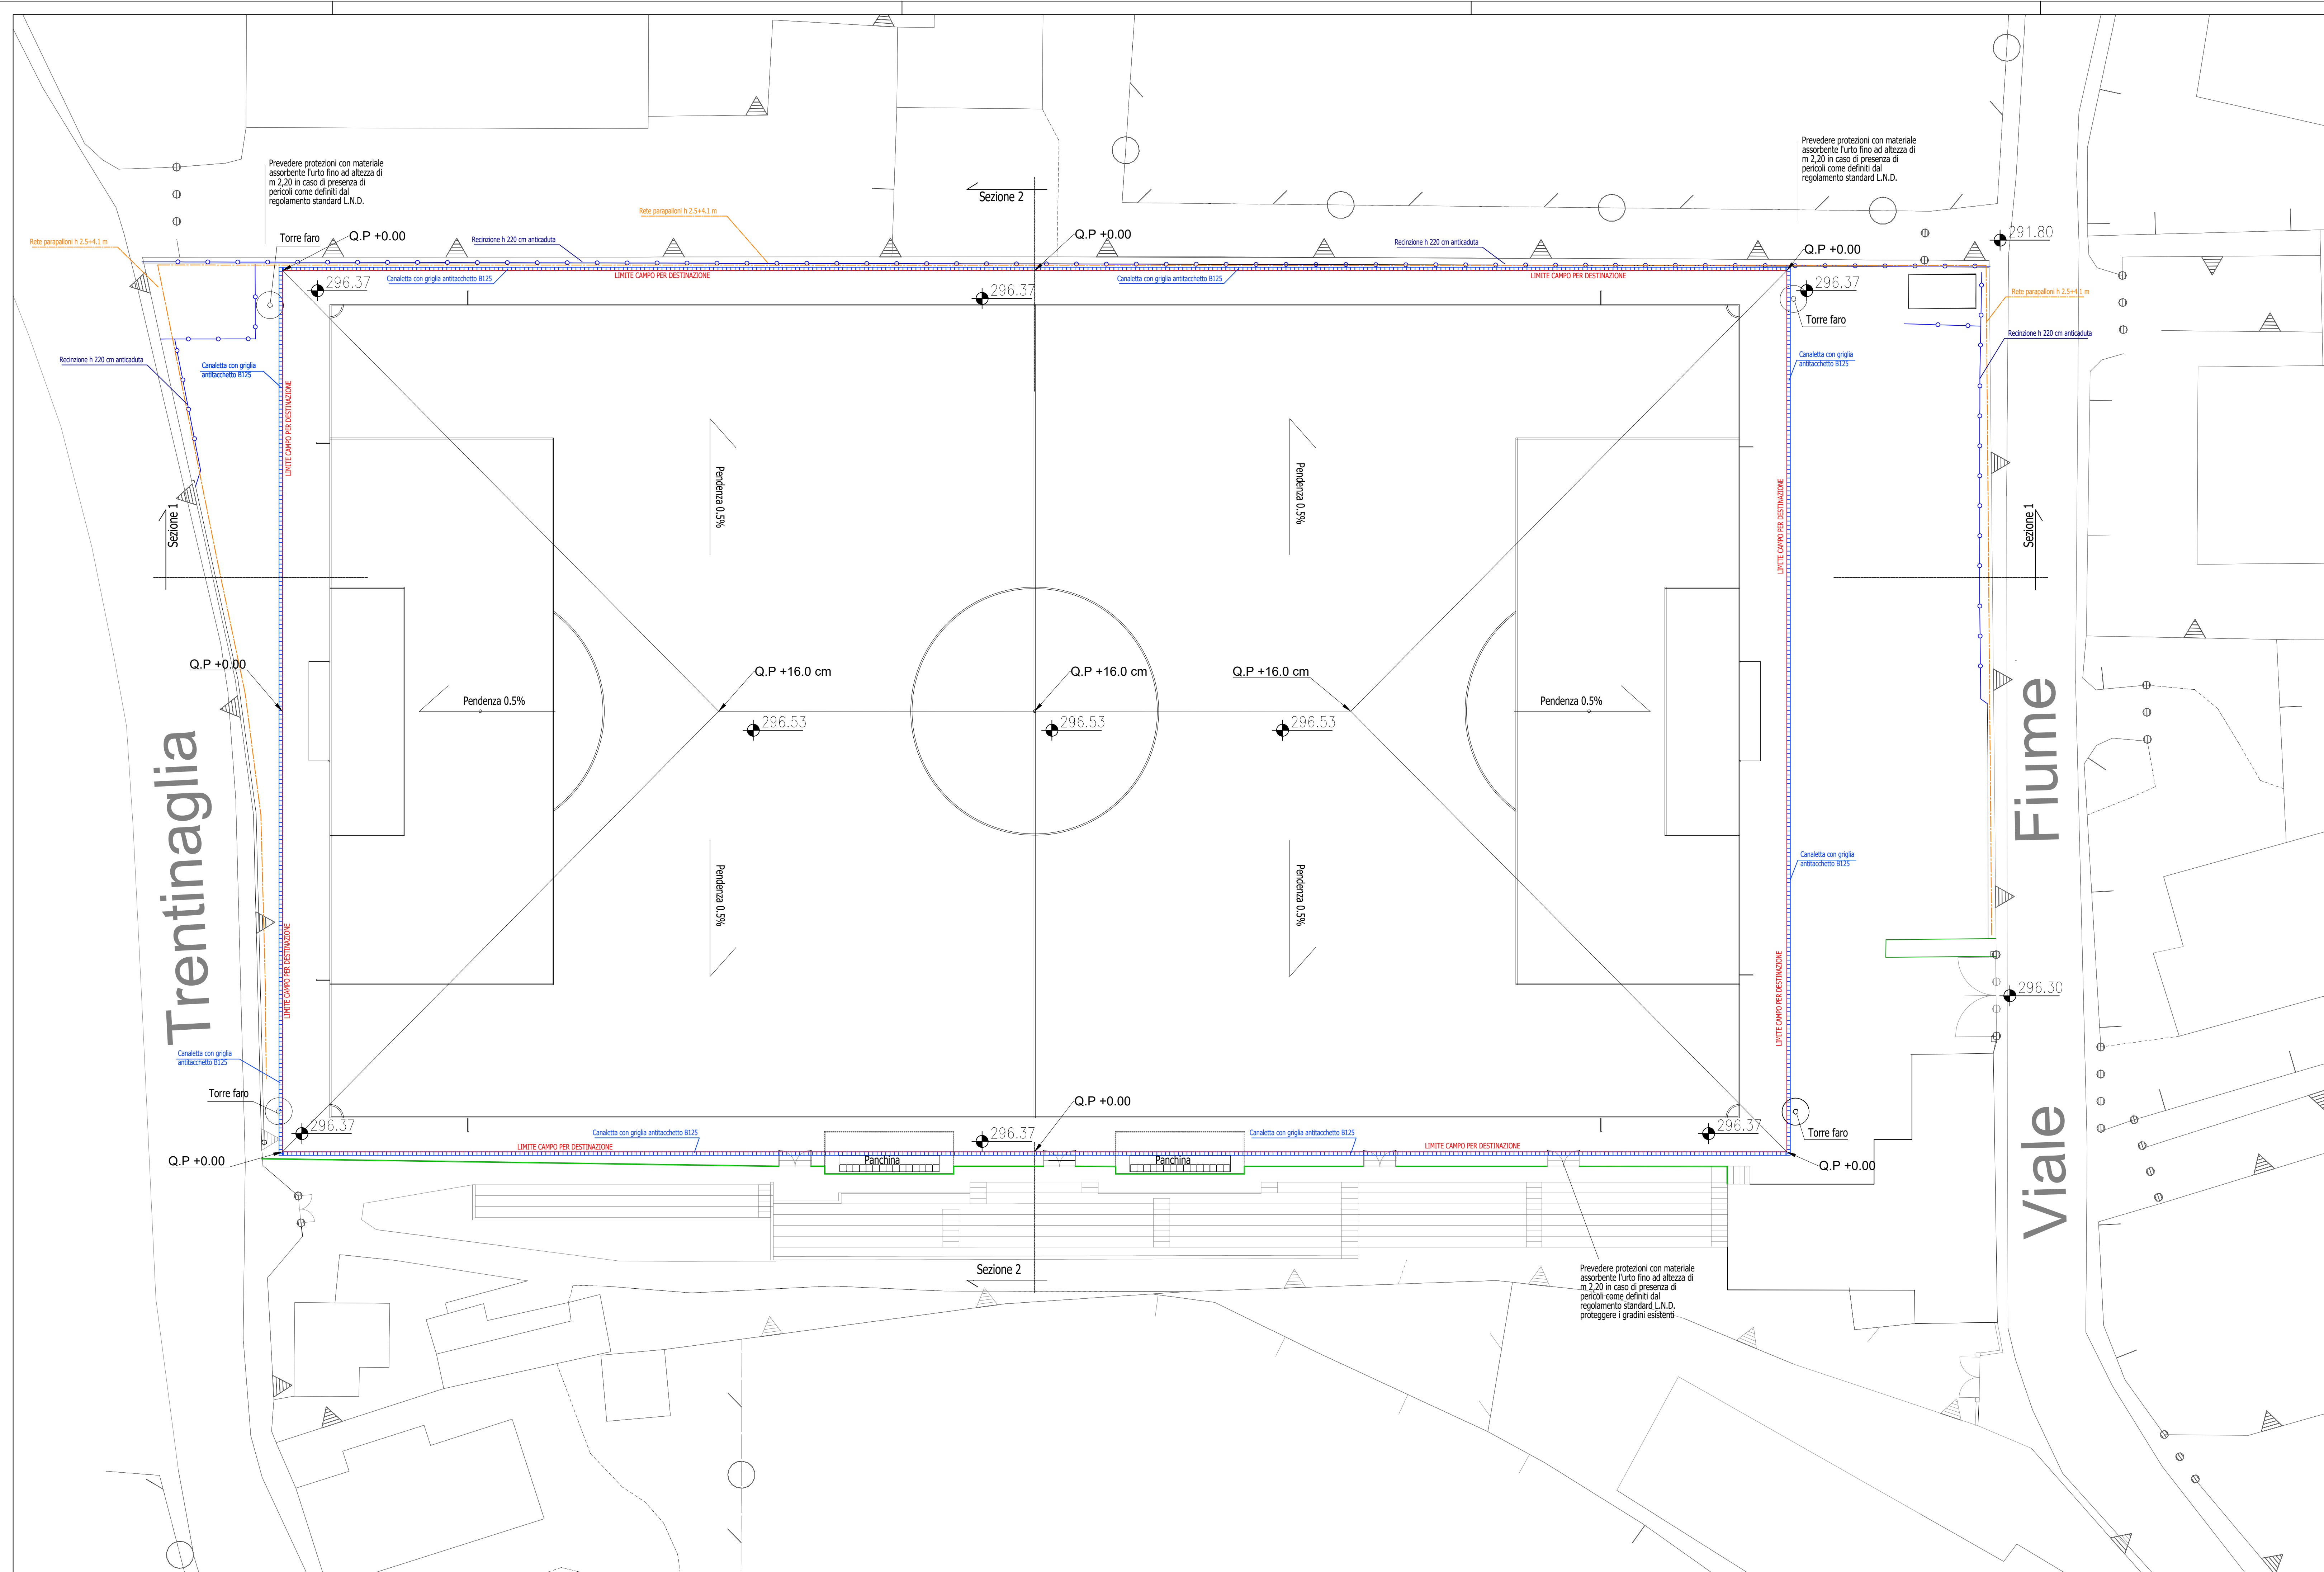 Prevedere protezioni con materiale
assorbente l'urto fino ad altezza di
m 2,20 in caso di presenza di
pericoli come definiti dal
regolamento standard L.N.D.
Prevedere protezioni con materiale
assorbente l'urto fino ad altezza di
m 2,20 in caso di presenza di
pericoli come definiti dal
regolamento standard L.N.D.
Sezione 2
Rete parapalloni h 2.5+4.1 m
Rete parapalloni h 2.5+4.1 m
Torre faro
Q.P +0.00
Recinzione h 220 cm anticaduta
Q.P +0.00
Recinzione h 220 cm anticaduta
Q.P +0.00
291.80
Canaletta con griglia antitacchetto B125
LIMITE CAMPO PER DESTINAZIONE
Canaletta con griglia antitacchetto B125
LIMITE CAMPO PER DESTINAZIONE
296.37
296.37
296.37
Rete parapalloni h 2.5+4.1 m
Torre faro
Recinzione h 220 cm anticaduta
Recinzione h 220 cm anticaduta
Canaletta con griglia
antitacchetto B125
Canaletta con griglia
antitacchetto B125
LIMITE CAMPO PER DESTINAZIONE
Pendenza 0.5%
Pendenza 0.5%
LIMITE CAMPO PER DESTINAZIONE
Sezione 1
Sezione 1
Q.P +0.00
Q.P +16.0 cm
Q.P +16.0 cm
Q.P +16.0 cm
Pendenza 0.5%
Pendenza 0.5%
296.53
296.53
296.53
Trentinaglia
Viale Fiume
Canaletta con griglia
antitacchetto B125
Pendenza 0.5%
Pendenza 0.5%
LIMITE CAMPO PER DESTINAZIONE
LIMITE CAMPO PER DESTINAZIONE
296.30
Canaletta con griglia
antitacchetto B125
Torre faro
Q.P +0.00
296.37
296.37
296.37
Torre faro
Canaletta con griglia antitacchetto B125
Canaletta con griglia antitacchetto B125
LIMITE CAMPO PER DESTINAZIONE
LIMITE CAMPO PER DESTINAZIONE
Q.P +0.00
Panchina
Panchina
Q.P +0.00
Sezione 2
Prevedere protezioni con materiale
assorbente l'urto fino ad altezza di
m 2,20 in caso di presenza di
pericoli come definiti dal
regolamento standard L.N.D.
proteggere i gradini esistenti